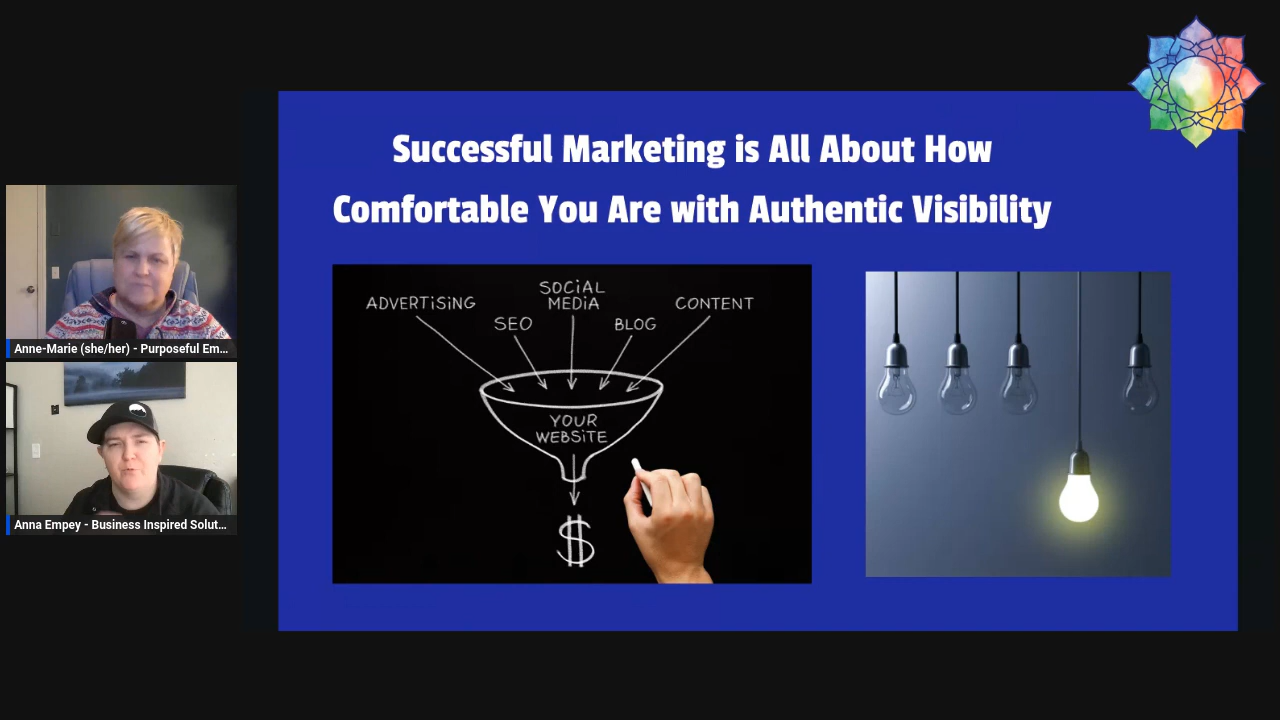 Successful Marketing is All About How
Comfortable You Are with Authentic Visibility
ADVERTISING
SOCIAL
MEDIA
CONTENT
SEO
BLOG
YOUR
WEBSITE
$
Anne-Marie (she/her) - Purposeful Em...
Anna Empey - Business Inspired Solut...